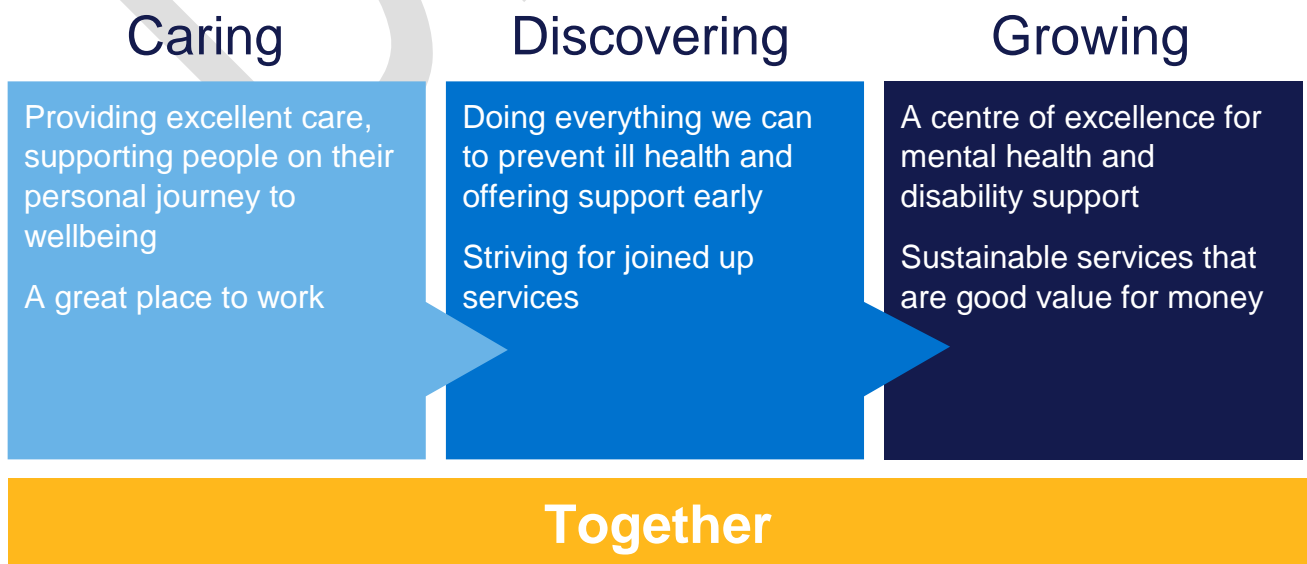 Caring
Providing excellent care,
supporting people on their
personal journey to
wellbeing
A great place to work
Discovering
Doing everything we can
to prevent ill health and
offering support early
Striving for joined up
services
Growing
A centre of excellence for
mental health and
disability support
Sustainable services that
are good value for money
Together